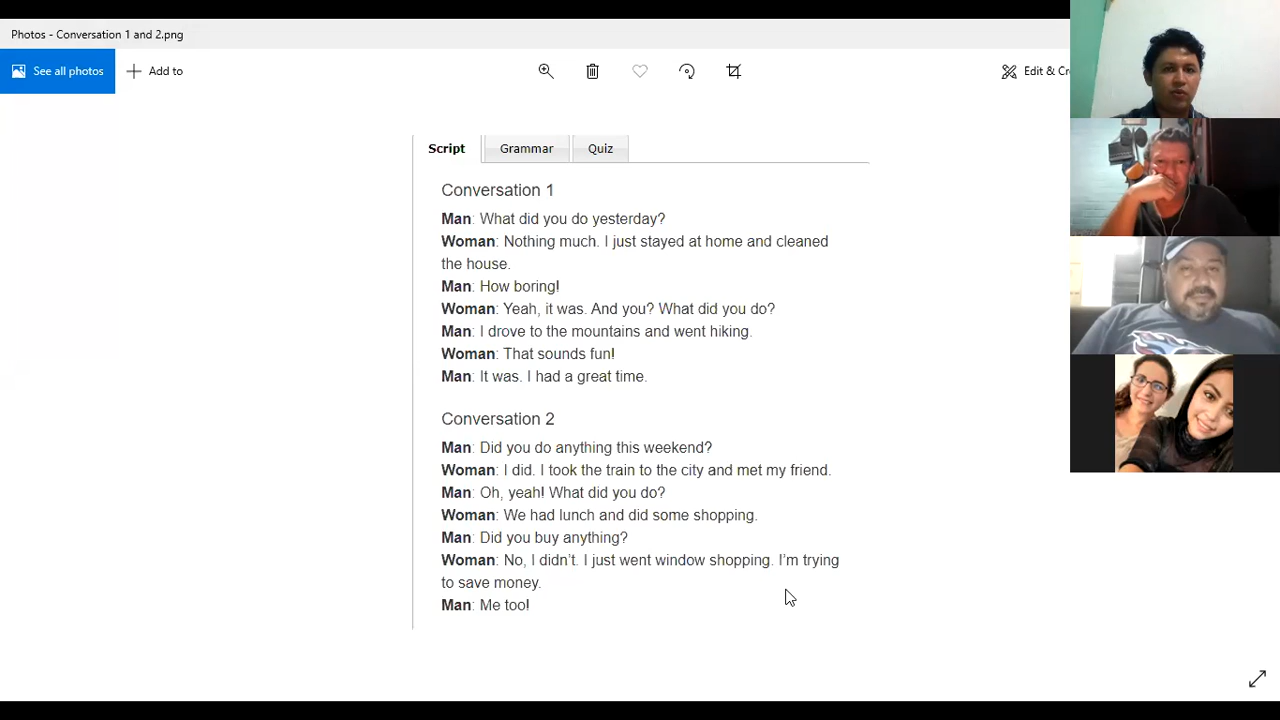 Photos - Conversation 1 and 2.png
See all photos
Add to
Edit & Cr
Script
Grammar
Quiz
Conversation 1
Man: What did you do yesterday?
Woman: Nothing much. I just stayed at home and cleaned
the house.
Man: How boring!
Woman: Yeah, it was. And you? What did you do?
Man: I drove to the mountains and went hiking.
Woman: That sounds fun!
Man: It was. I had a great time.
Conversation 2
Man: Did you do anything this weekend?
Woman: I did. I took the train to the city and met my friend.
Man: Oh, yeah! What did you do?
Woman: We had lunch and did some shopping.
Man: Did you buy anything?
Woman: No, I didn’t. I just went window shopping. I’m trying
to save money.
Man: Me too!